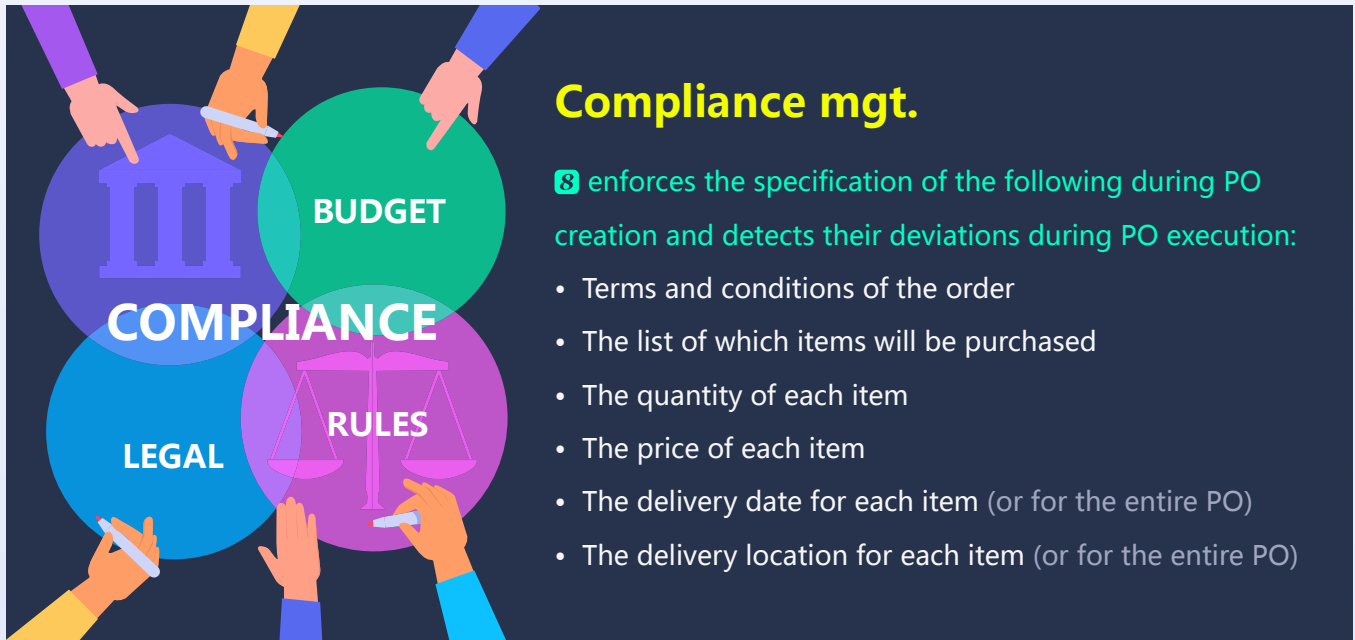 BUDGET
COMPLIANCE
RULES
LEGAL
Compliance mgt.
8 enforces the specification of the following during PO
creation and detects their deviations during PO execution:
• Terms and conditions of the order
• The list of which items will be purchased
• The quantity of each item
• The price of each item
• The delivery date for each item (or for the entire PO)
• The delivery location for each item (or for the entire PO)